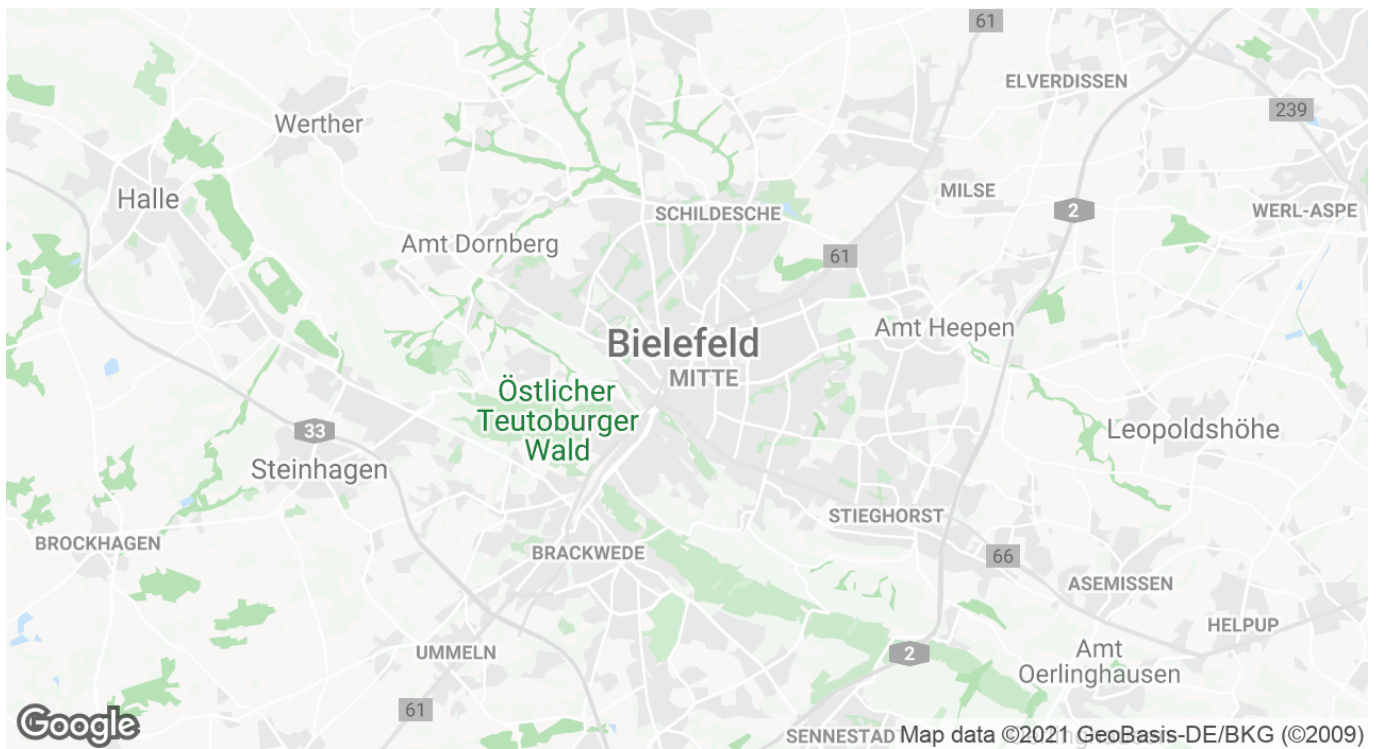 61
ELVERDISSEN
239
Werther
MILSE
Halle
2
WERL-ASPE
SCHILDESCHE
Amt Dornberg
61
Amt Heepen
Bielefeld
MITTE
Östlicher
Teutoburger
Wald
33
Leopoldshöhe
Steinhagen
STIEGHORST
BROCKHAGEN
BRACKWEDE
66
ASEMISSEN
HELPUP
UMMELN
2
Amt
Oerlinghausen
61
Google
SENNESTAD
Map data ©2021 GeoBasis-DE/BKG (©2009)